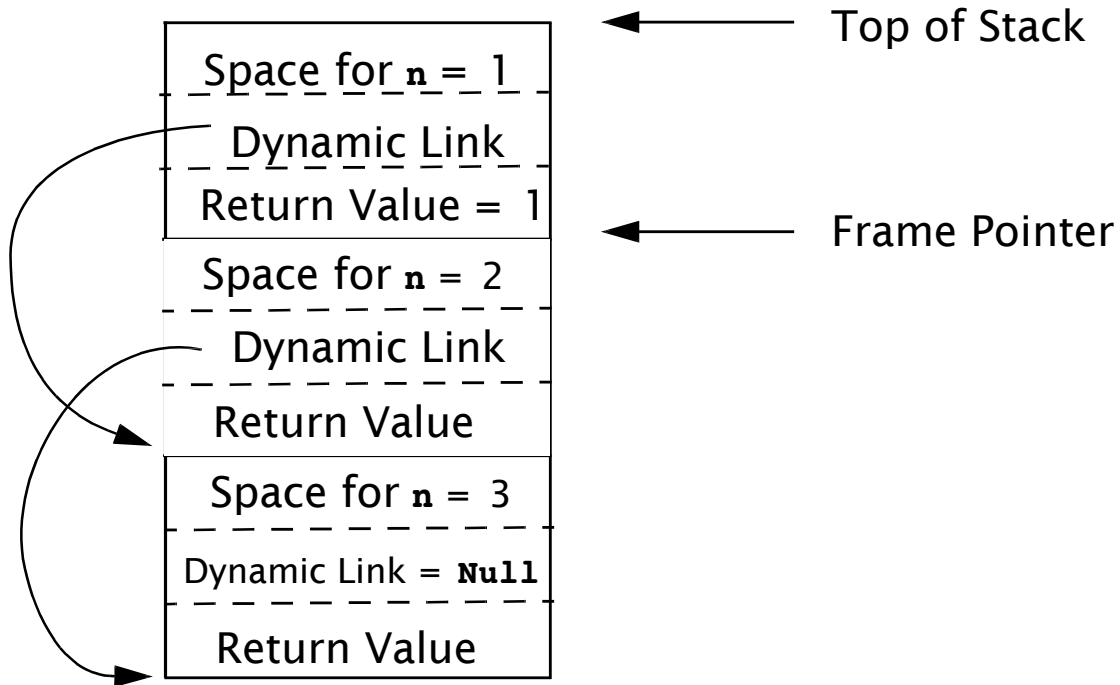 Top of Stack
Space for n = 1
Dynamic Link
Return Value = 1
Frame Pointer
Space for n = 2
Dynamic Link
Return Value
Space for n = 3
Dynamic Link = Null
Return Value